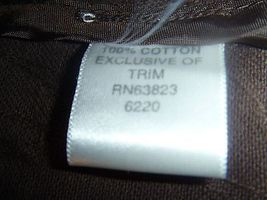 100% COTTON
EXCLUSIVE OF
TRIM
RN63823
6220